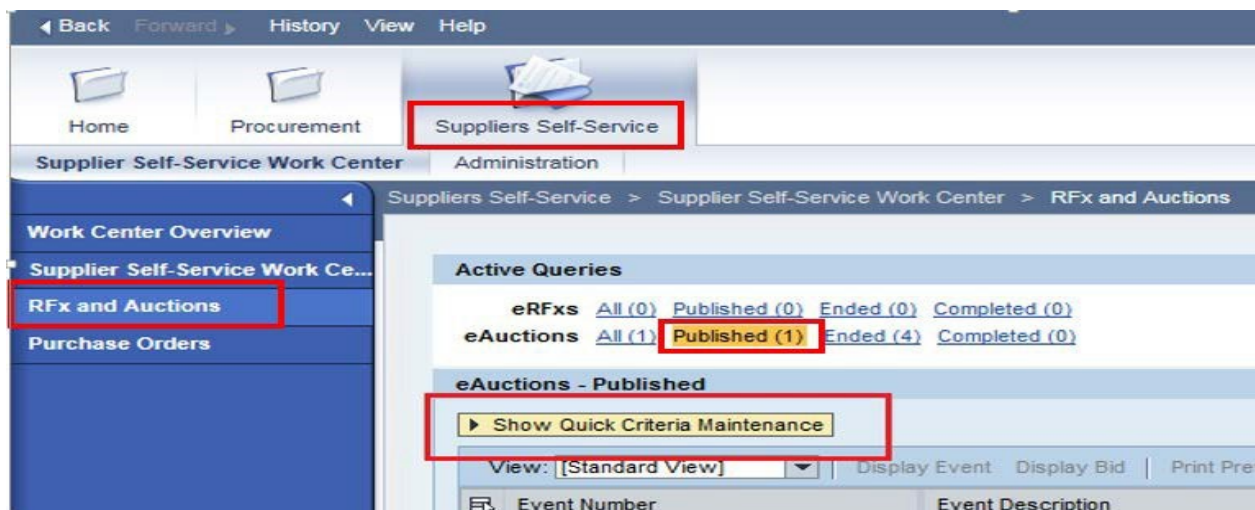 Back Forward History View Help
Home Procurement Suppliers Self-Service
Supplier Self-Service Work Center Administration
Suppliers Self-Service > Supplier Self-Service Work Center > RFx and Auctions
Work Center Overview
Supplier Self-Service Work Ce...
RFx and Auctions
Purchase Orders
Active Queries
eRFxs All (0) Published (0) Ended (0) Completed (0)
eAuctions All (1) Published (1) Ended (4) Completed (0)
eAuctions - Published
Show Quick Criteria Maintenance
View: [Standard View] Display Event Display Bid | Print Pre
Event Number Event Description